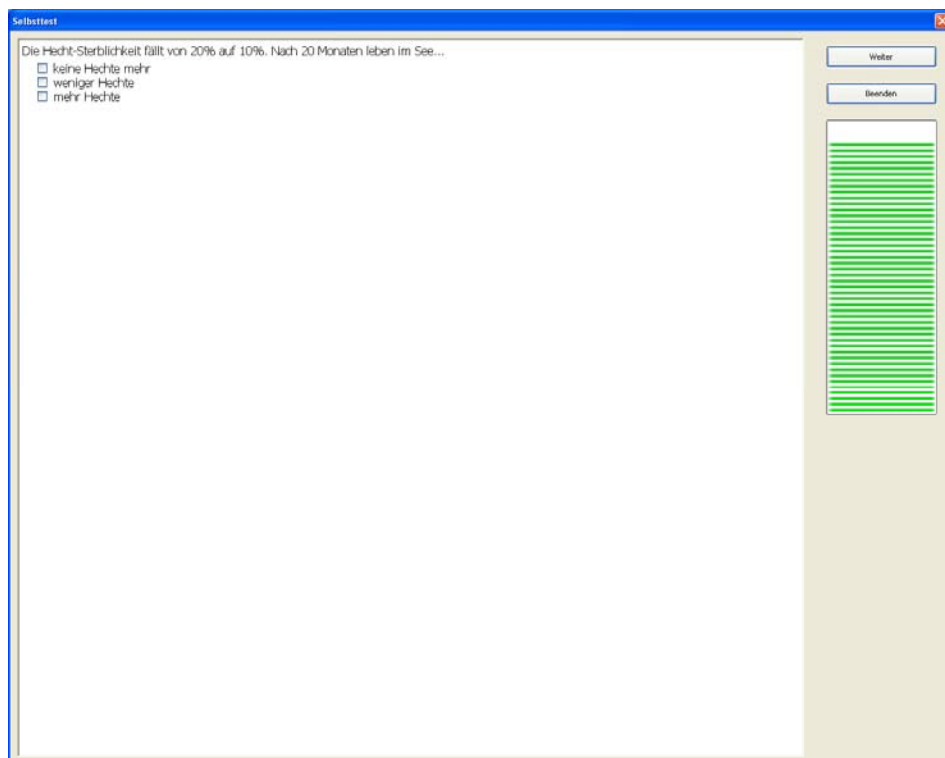 Selbsttest
Die Hecht-Sterblichkeit fällt von 20% auf 10%. Nach 20 Monaten leben im See...
keine Hechte mehr
weniger Hechte
mehr Hechte
Weiter
Beenden